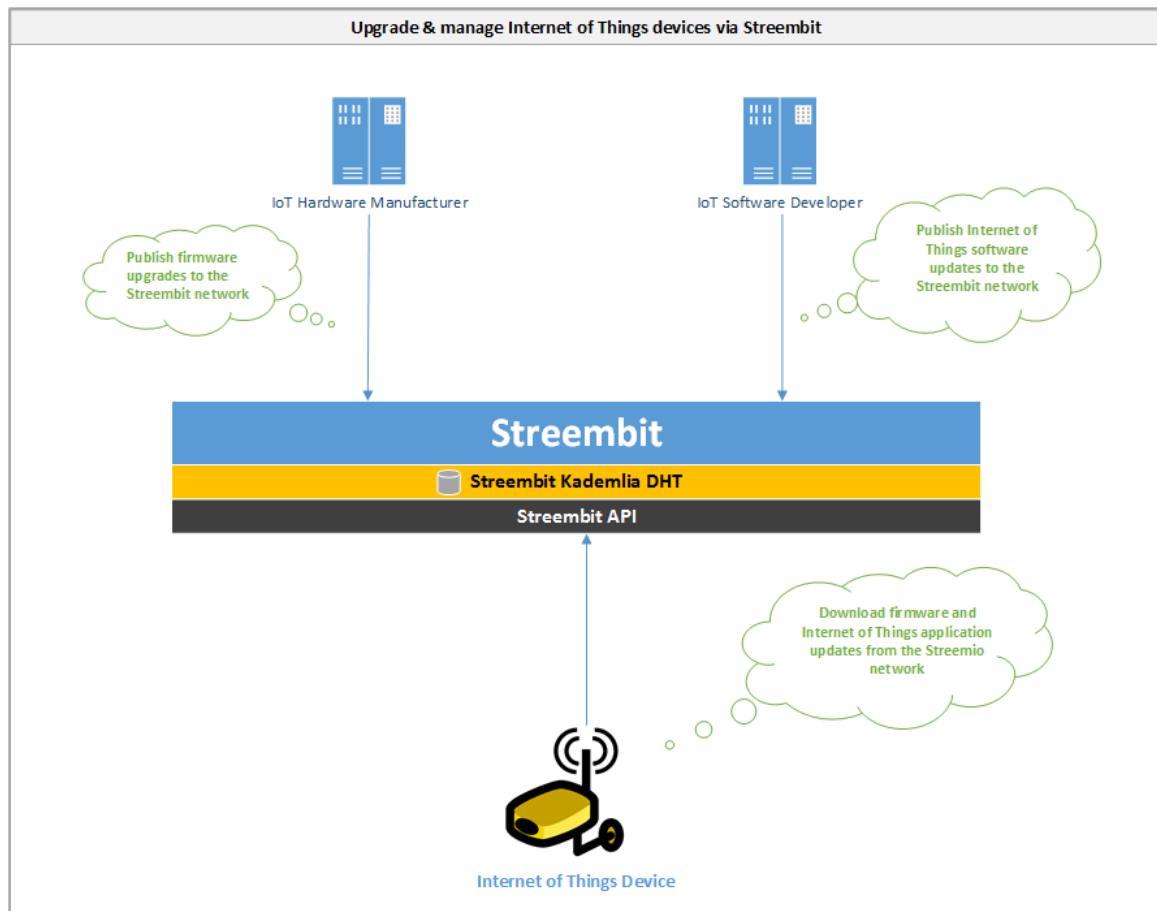 Upgrade & manage Internet of Things devices via Streembit
IoT Hardware Manufacturer
IoT Software Developer
Publish firmware
upgrades to the
Streembit network
Publish Internet of
Things software
updates to the
Streembit network
Streembit
Streembit Kademlia DHT
Streembit API
Download firmware and
Internet of Things application
updates from the Streemio
network
Internet of Things Device